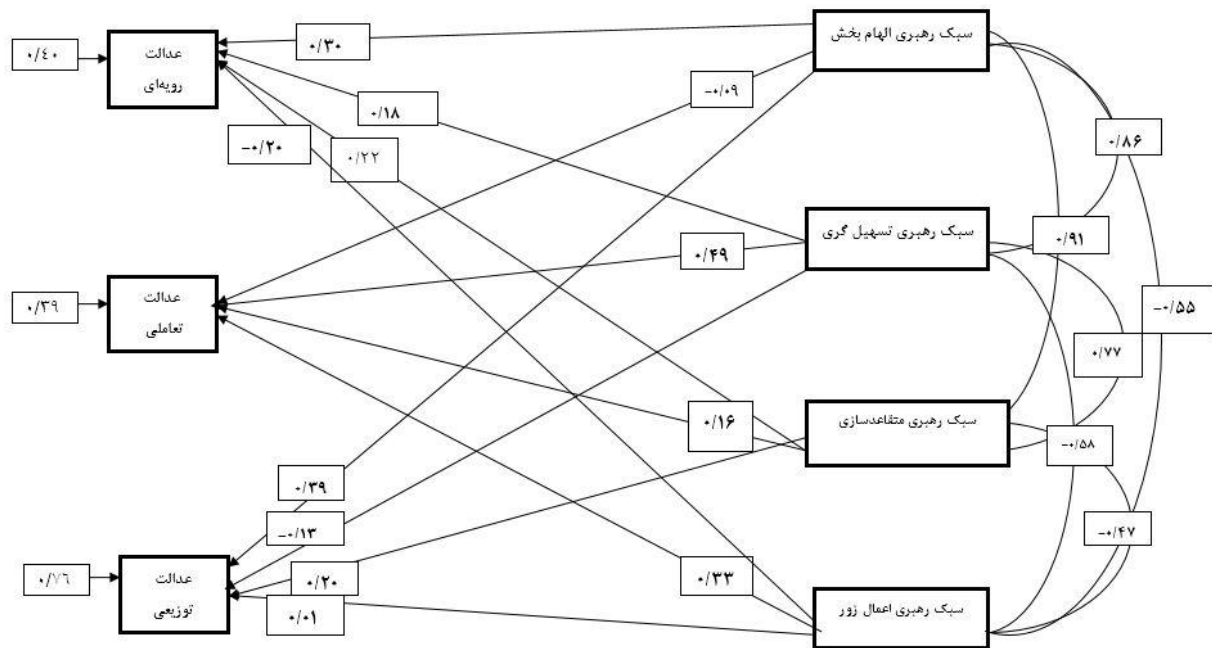 سبک رهبری الهام بخش
۰/۳۰
عدالت
رویه‌ای
۰/٤۰
-۰/۰۹
۰/۱۸
۰/۸۶
-۰/۲۰
۰/۲۲
سبک رهبری تسهیل گری
۰/۹۱
۰/۴۹
عدالت
تعاملی
۰/۳۹
-۰/۵۵
۰/۷۷
سبک رهبری متقاعدسازی
۰/۱۶
-۰/۵۸
۰/۳۹
-۰/۱۳
-۰/۴۷
عدالت
توزیعی
۰/۷٦
۰/۲۰
۰/۳۳
۰/۰۱
سبک رهبری اعمال زور